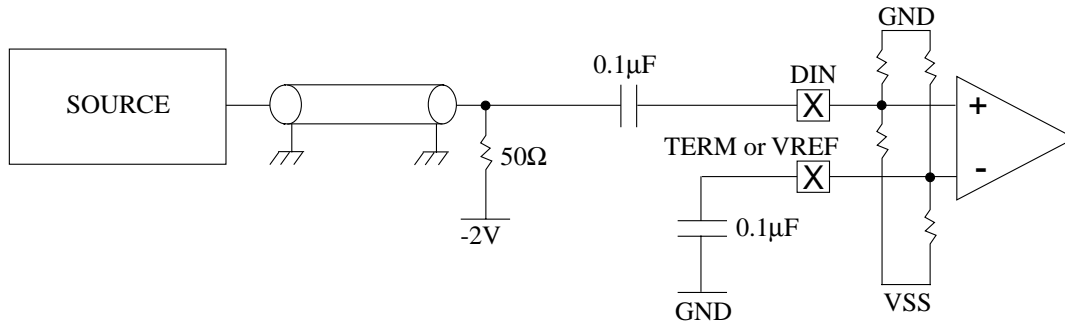 GND
0.1μF
DIN
SOURCE
X
+
TERM or VREF
50Ω
X
-
-2V
0.1μF
GND
VSS